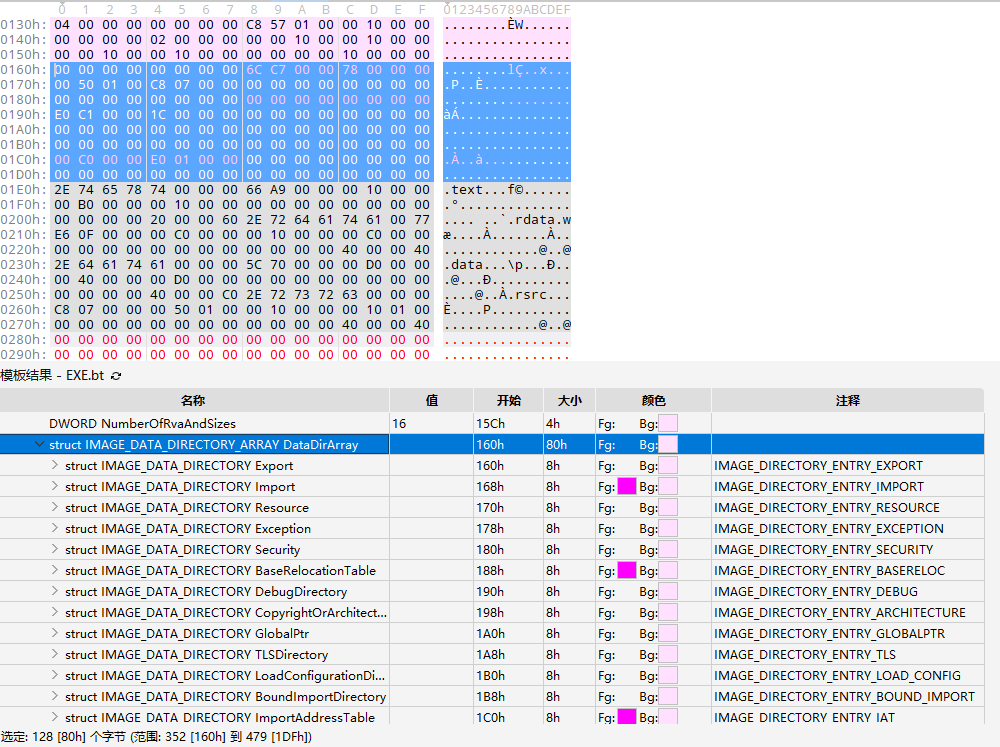 0 1 2 3 4 5 6 7 8 9 A B C D E F 0123456789ABCDEF
0130h: 04 00 00 00 00 00 00 00 C8 57 01 00 00 10 00 00 ........ÈW......
0140h: 00 00 00 00 02 00 00 00 00 00 10 00 00 10 00 00 ................
0150h: 00 00 10 00 00 10 00 00 00 00 00 00 10 00 00 00 ................
0160h: 00 00 00 00 00 00 00 00 6C C7 00 00 78 00 00 00 ........lÇ..x...
0170h: 00 50 01 00 C8 07 00 00 00 00 00 00 00 00 00 00 .P..È...........
0180h: 00 00 00 00 00 00 00 00 00 00 00 00 00 00 00 00 ................
0190h: E0 C1 00 00 1C 00 00 00 00 00 00 00 00 00 00 00 àÁ..............
01A0h: 00 00 00 00 00 00 00 00 00 00 00 00 00 00 00 00 ................
01B0h: 00 00 00 00 00 00 00 00 00 00 00 00 00 00 00 00 ................
01C0h: 00 C0 00 00 E0 01 00 00 00 00 00 00 00 00 00 00 .À..à...........
01D0h: 00 00 00 00 00 00 00 00 00 00 00 00 00 00 00 00 ................
01E0h: 2E 74 65 78 74 00 00 00 66 A9 00 00 00 10 00 00 .text...f©......
01F0h: 00 B0 00 00 00 10 00 00 00 00 00 00 00 00 00 00 .°..............
0200h: 00 00 00 00 20 00 00 60 2E 72 64 61 74 61 00 77 .... ..`.rdata.w
0210h: E6 0F 00 00 00 C0 00 00 00 10 00 00 00 C0 00 00 æ....À.......À..
0220h: 00 00 00 00 00 00 00 00 00 00 00 00 40 00 00 40 ............@..@
0230h: 2E 64 61 74 61 00 00 00 5C 70 00 00 00 D0 00 00 .data...\p...Ð..
0240h: 00 40 00 00 00 D0 00 00 00 00 00 00 00 00 00 00 .@...Ð..........
0250h: 00 00 00 00 40 00 00 C0 2E 72 73 72 63 00 00 00 ....@..À.rsrc...
0260h: C8 07 00 00 00 50 01 00 00 10 00 00 00 10 01 00 È....P..........
0270h: 00 00 00 00 00 00 00 00 00 00 00 00 40 00 00 40 ............@..@
0280h: 00 00 00 00 00 00 00 00 00 00 00 00 00 00 00 00 ................
0290h: 00 00 00 00 00 00 00 00 00 00 00 00 00 00 00 00 ................
模板结果 - EXE.bt
名称 值 开始 大小 颜色 注释
DWORD NumberOfRvaAndSizes 16 15Ch 4h Fg: Bg:
struct IMAGE_DATA_DIRECTORY_ARRAY DataDirArray 160h 80h Fg: Bg:
struct IMAGE_DATA_DIRECTORY Export 160h 8h Fg: Bg: IMAGE_DIRECTORY_ENTRY_EXPORT
struct IMAGE_DATA_DIRECTORY Import 168h 8h Fg: Bg: IMAGE_DIRECTORY_ENTRY_IMPORT
struct IMAGE_DATA_DIRECTORY Resource 170h 8h Fg: Bg: IMAGE_DIRECTORY_ENTRY_RESOURCE
struct IMAGE_DATA_DIRECTORY Exception 178h 8h Fg: Bg: IMAGE_DIRECTORY_ENTRY_EXCEPTION
struct IMAGE_DATA_DIRECTORY Security 180h 8h Fg: Bg: IMAGE_DIRECTORY_ENTRY_SECURITY
struct IMAGE_DATA_DIRECTORY BaseRelocationTable 188h 8h Fg: Bg: IMAGE_DIRECTORY_ENTRY_BASERELOC
struct IMAGE_DATA_DIRECTORY DebugDirectory 190h 8h Fg: Bg: IMAGE_DIRECTORY_ENTRY_DEBUG
struct IMAGE_DATA_DIRECTORY CopyrightOrArchitect... 198h 8h Fg: Bg: IMAGE_DIRECTORY_ENTRY_ARCHITECTURE
struct IMAGE_DATA_DIRECTORY GlobalPtr 1A0h 8h Fg: Bg: IMAGE_DIRECTORY_ENTRY_GLOBALPTR
struct IMAGE_DATA_DIRECTORY TLSDirectory 1A8h 8h Fg: Bg: IMAGE_DIRECTORY_ENTRY_TLS
struct IMAGE_DATA_DIRECTORY LoadConfigurationDi... 1B0h 8h Fg: Bg: IMAGE_DIRECTORY_ENTRY_LOAD_CONFIG
struct IMAGE_DATA_DIRECTORY BoundImportDirectory 1B8h 8h Fg: Bg: IMAGE_DIRECTORY_ENTRY_BOUND_IMPORT
struct IMAGE_DATA_DIRECTORY ImportAddressTable 1C0h 8h Fg: Bg: IMAGE_DIRECTORY_ENTRY_IAT
选定: 128 [80h] 个字节 (范围: 352 [160h] 到 479 [1DFh])